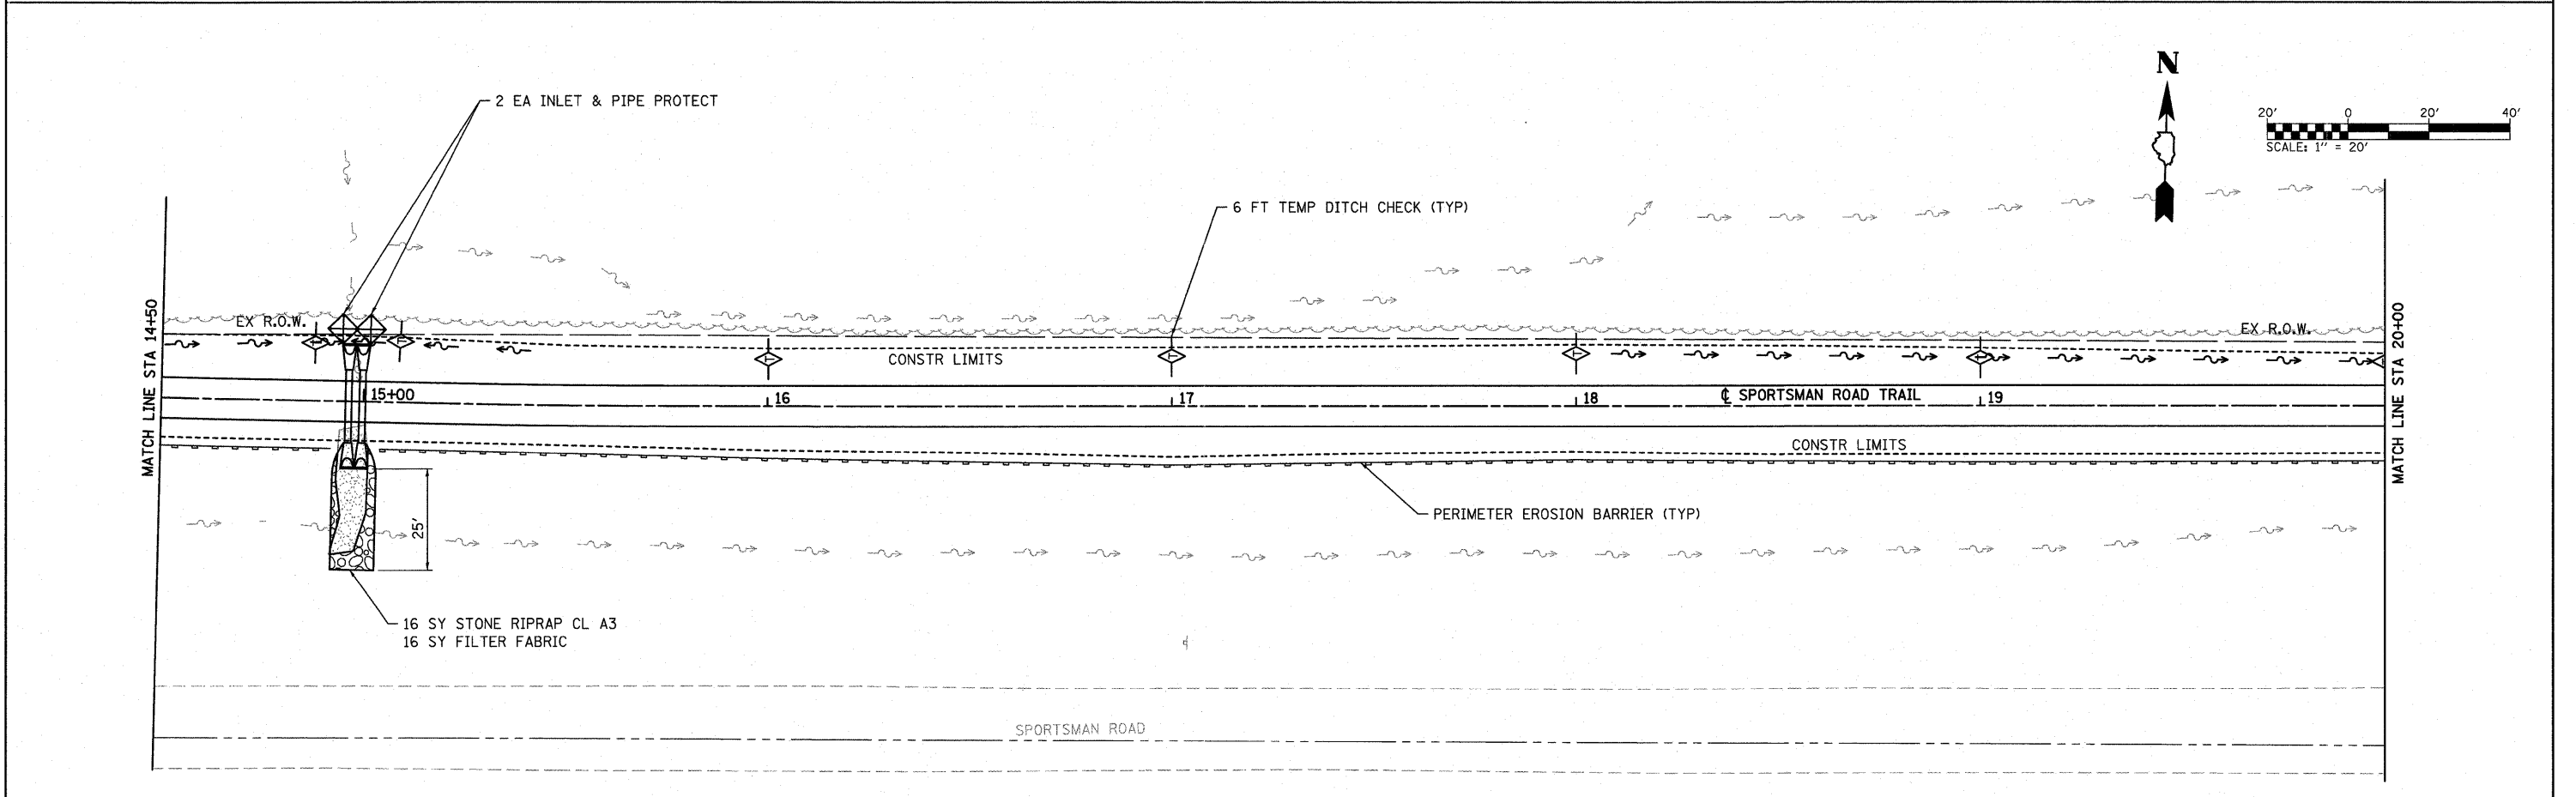 2 EA INLET & PIPE PROTECT
N
20' 0 20' 40'
SCALE: 1" = 20'
6 FT TEMP DITCH CHECK (TYP)
MATCH LINE STA 14+50
EX R.O.W.
EX R.O.W.
MATCH LINE STA 20+00
CONSTR LIMITS
15+00
16
17
18
℄ SPORTSMAN ROAD TRAIL
19
CONSTR LIMITS
25'
PERIMETER EROSION BARRIER (TYP)
16 SY STONE RIPRAP CL A3
16 SY FILTER FABRIC
SPORTSMAN ROAD